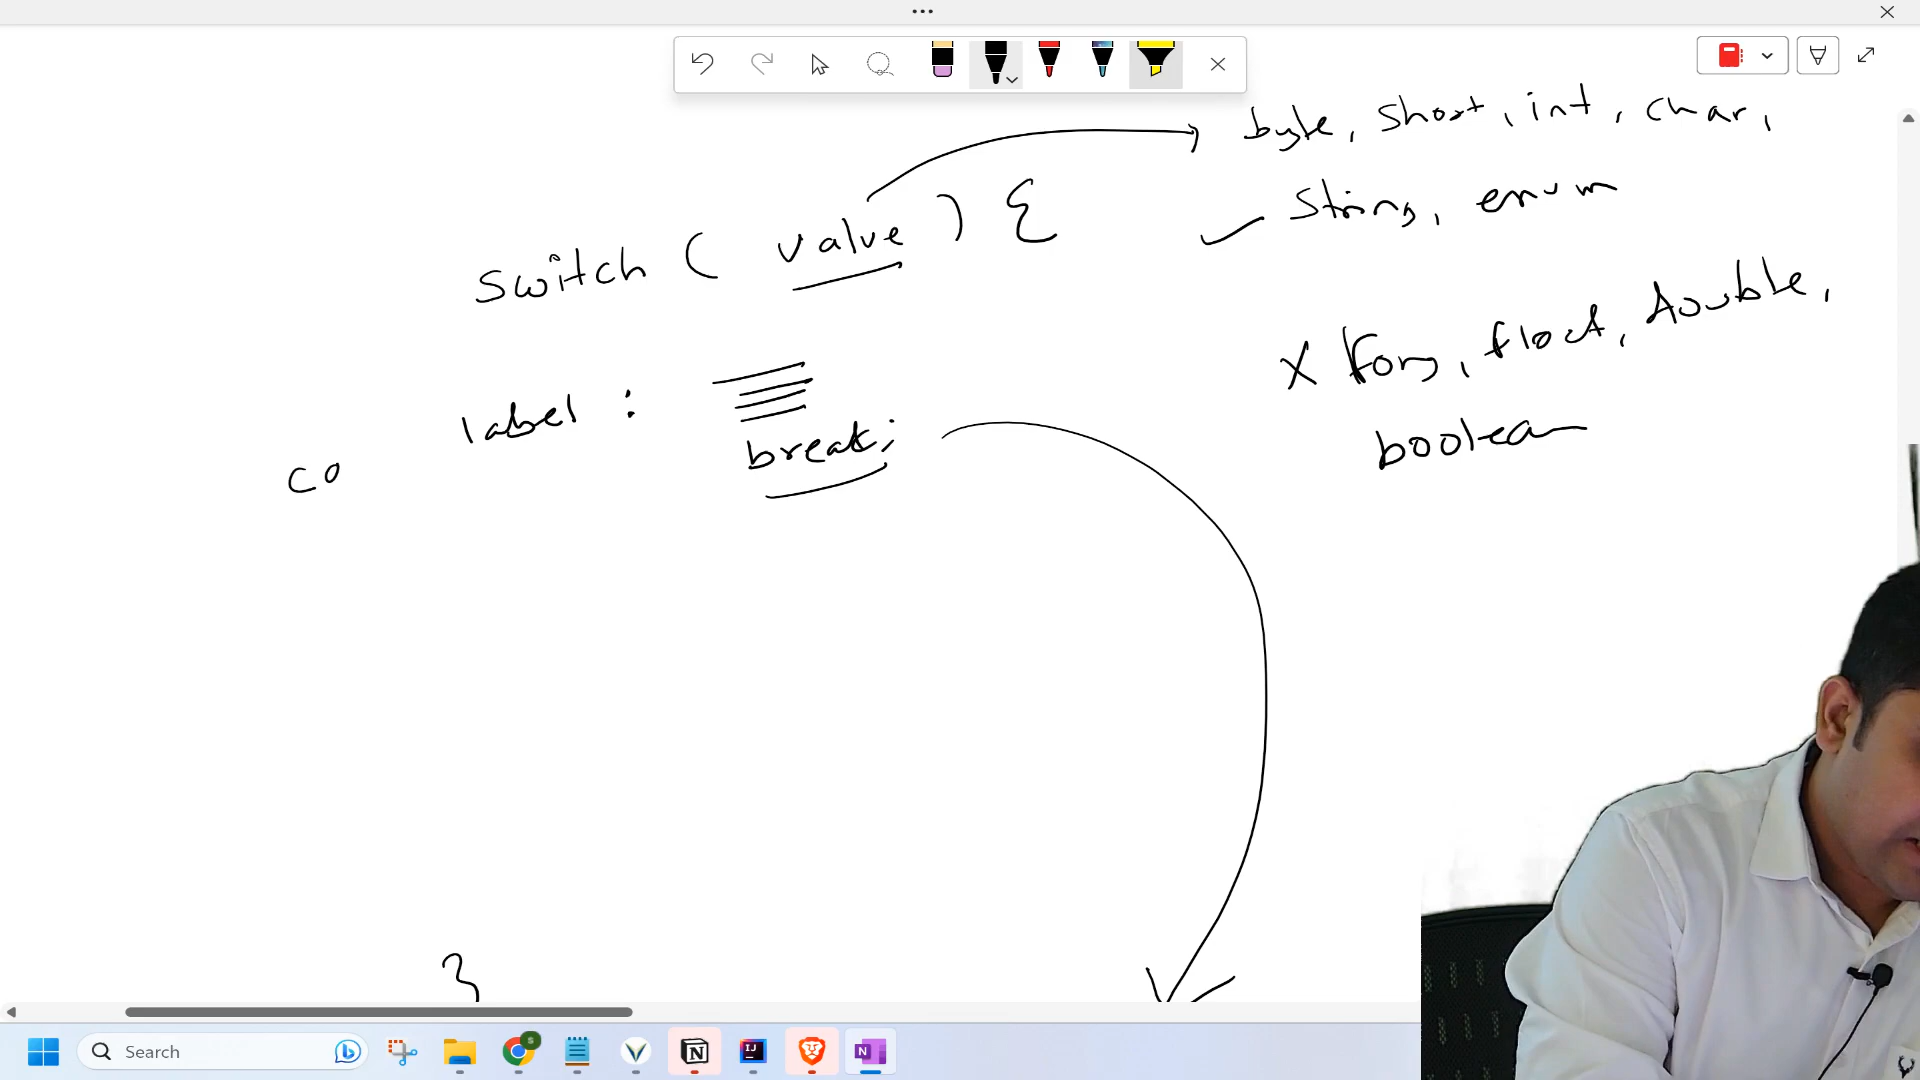 byte, short, int, char,
switch ( value ) {
String, enum
X long, float, double,
label :
break;
boolean
co
}
Search